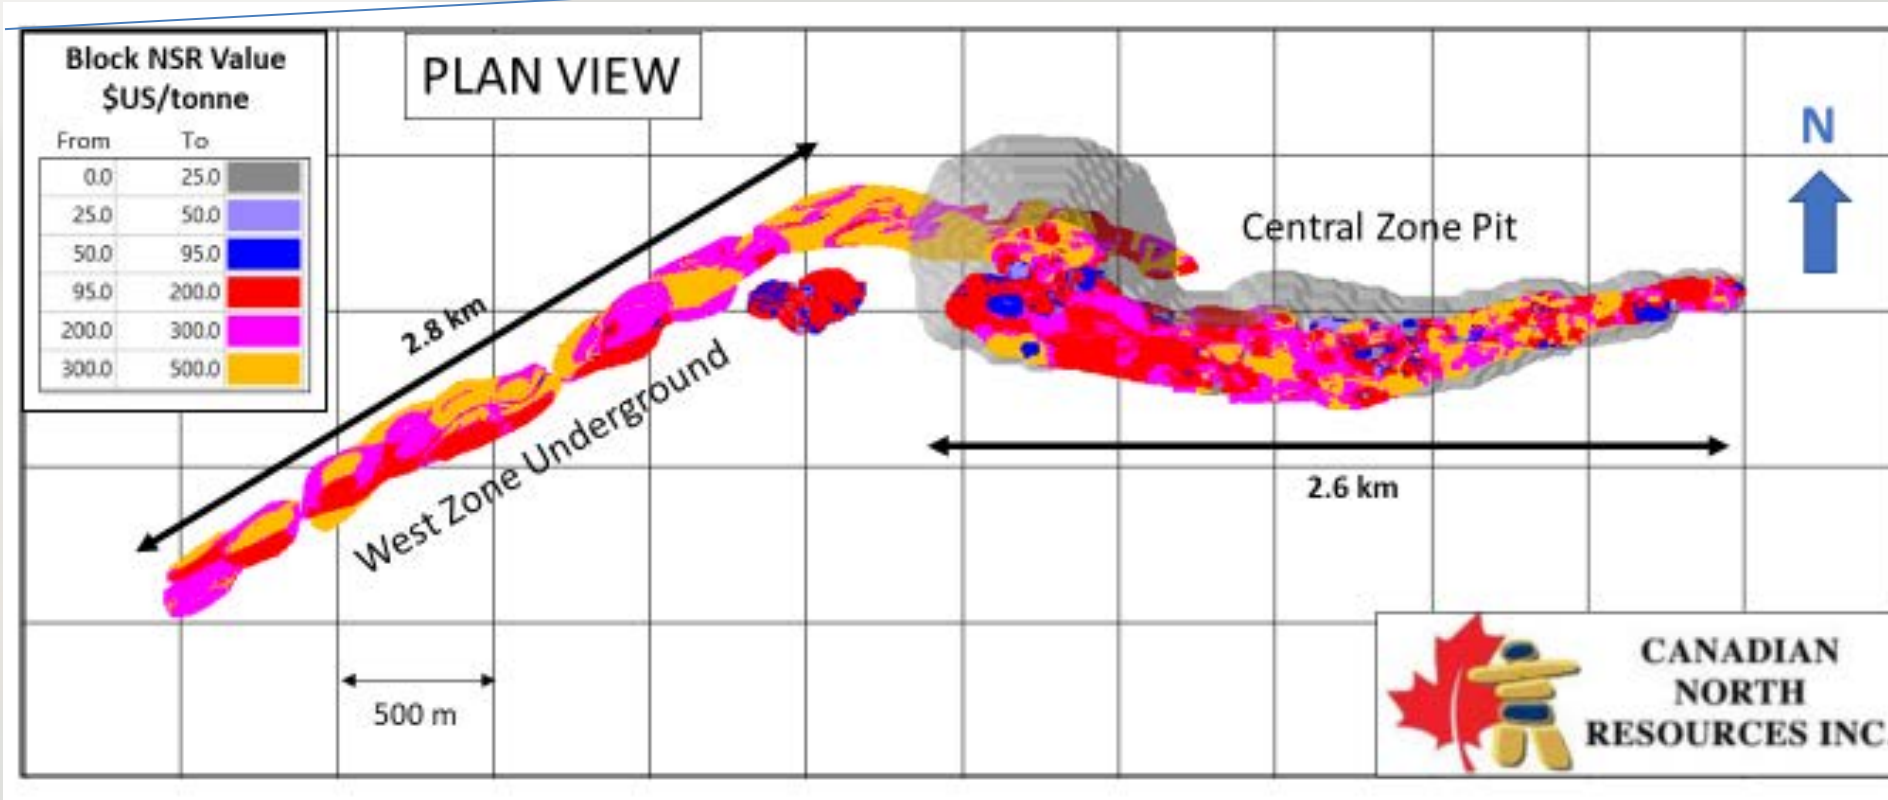 Block NSR Value
$US/tonne
From To
0.0 25.0
25.0 50.0
50.0 95.0
95.0 200.0
200.0 300.0
300.0 500.0
PLAN VIEW
N
Central Zone Pit
2.8 km
West Zone Underground
2.6 km
500 m
CANADIAN
NORTH
RESOURCES INC